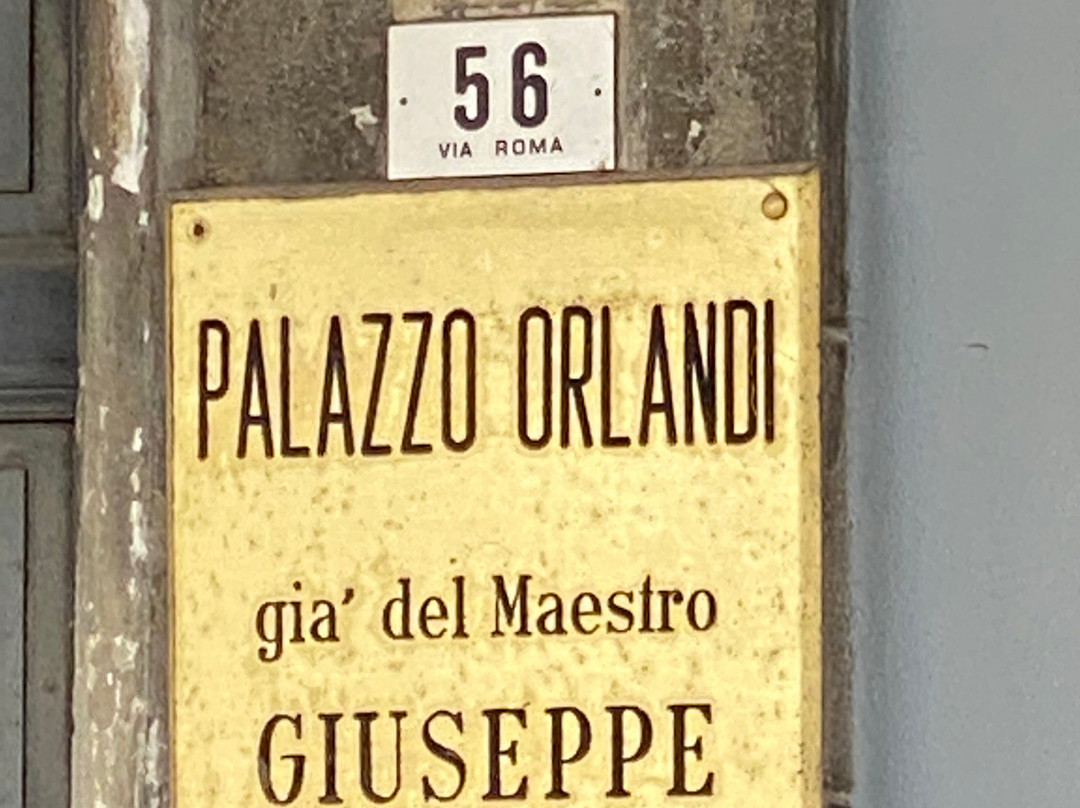 56
VIA ROMA
PALAZZO ORLANDI
gia' del Maestro
GIUSEPPE